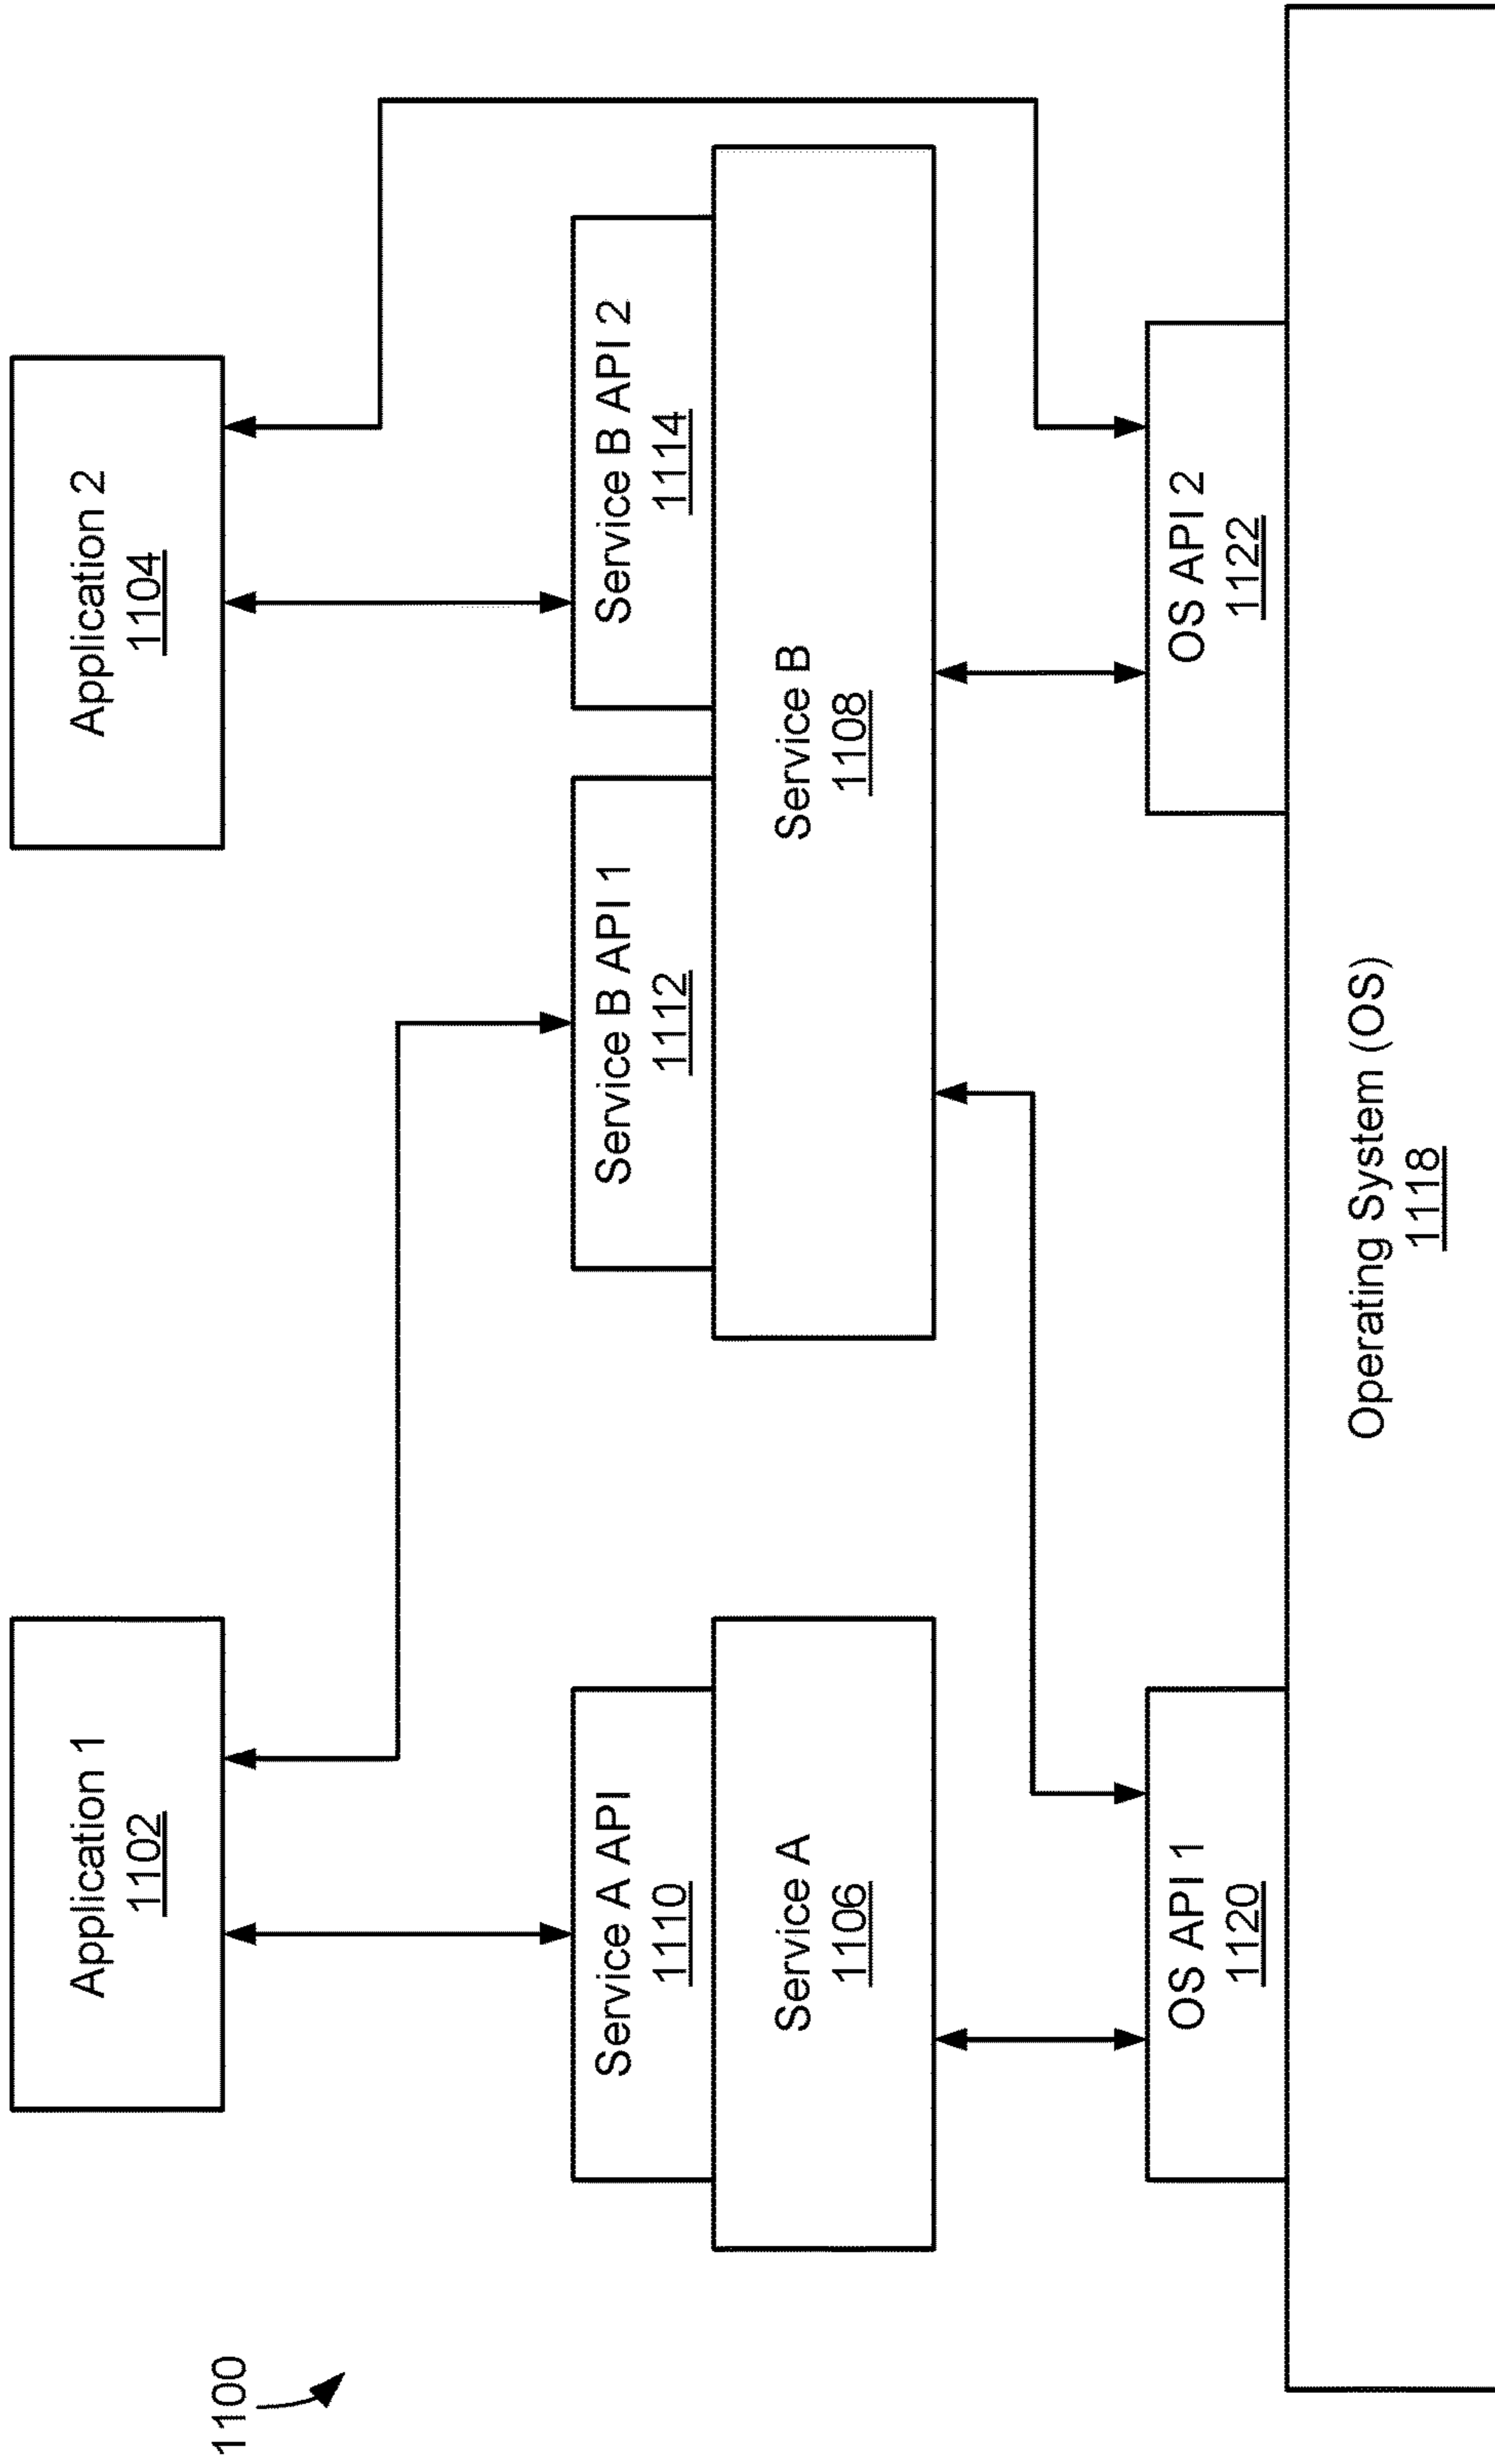 1100
Application 1
1102
Application 2
1104
Service A API
1110
Service B API 1
1112
Service B API 2
1114
Service A
1106
Service B
1108
OS API 1
1120
OS API 2
1122
Operating System (OS)
1118